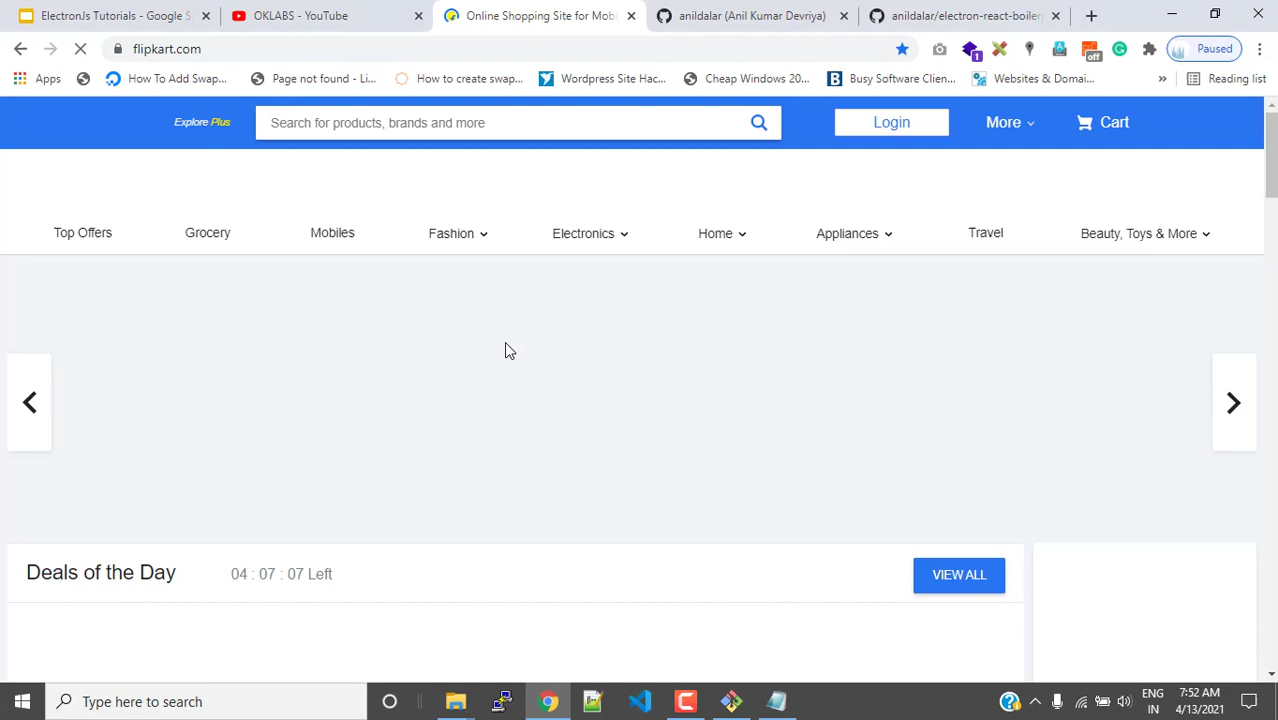 ElectronJs Tutorials - Google S
OKLABS - YouTube
Online Shopping Site for Mobi
anildalar (Anil Kumar Devriya)
anildalar/electron-react-boilerp
flipkart.com
1
off
Paused
Apps
How To Add Swap...
Page not found - Li...
How to create swap...
Wordpress Site Hac...
Cheap Windows 20...
Busy Software Clien...
Websites & Domai...
»
Reading list
Explore Plus
Search for products, brands and more
Login
More
Cart
Top Offers
Grocery
Mobiles
Fashion
Electronics
Home
Appliances
Travel
Beauty, Toys & More
Deals of the Day
04 : 07 : 07 Left
VIEW ALL
Type here to search
ENG
IN
7:52 AM
4/13/2021